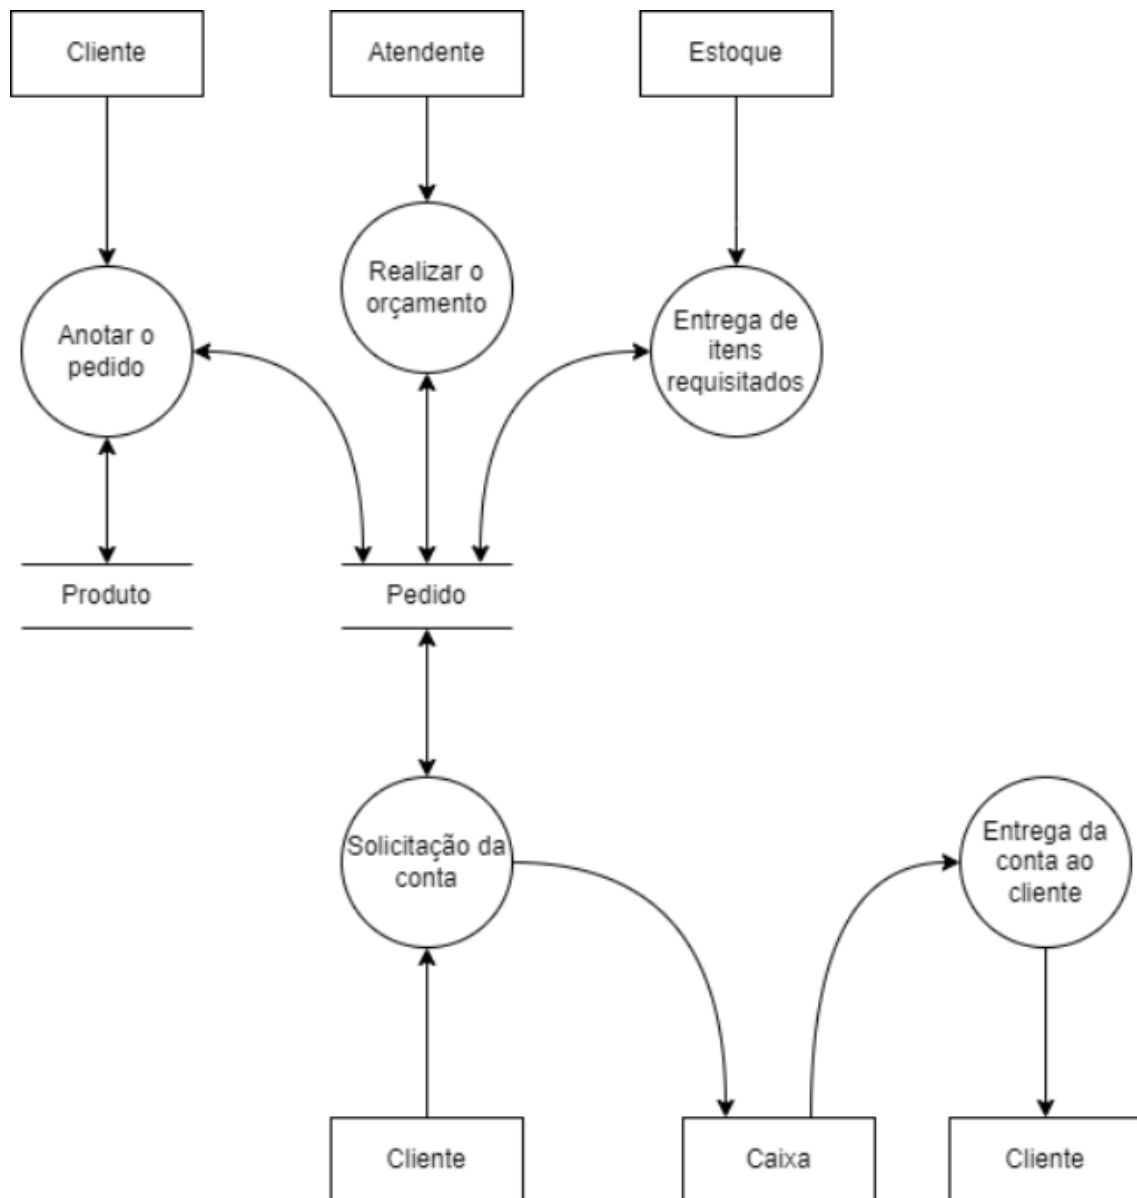 Cliente
Atendente
Estoque
Anotar o
pedido
Realizar o
orçamento
Entrega de
itens
requisitados
Produto
Pedido
Solicitação da
conta
Entrega da
conta ao
cliente
Cliente
Caixa
Cliente